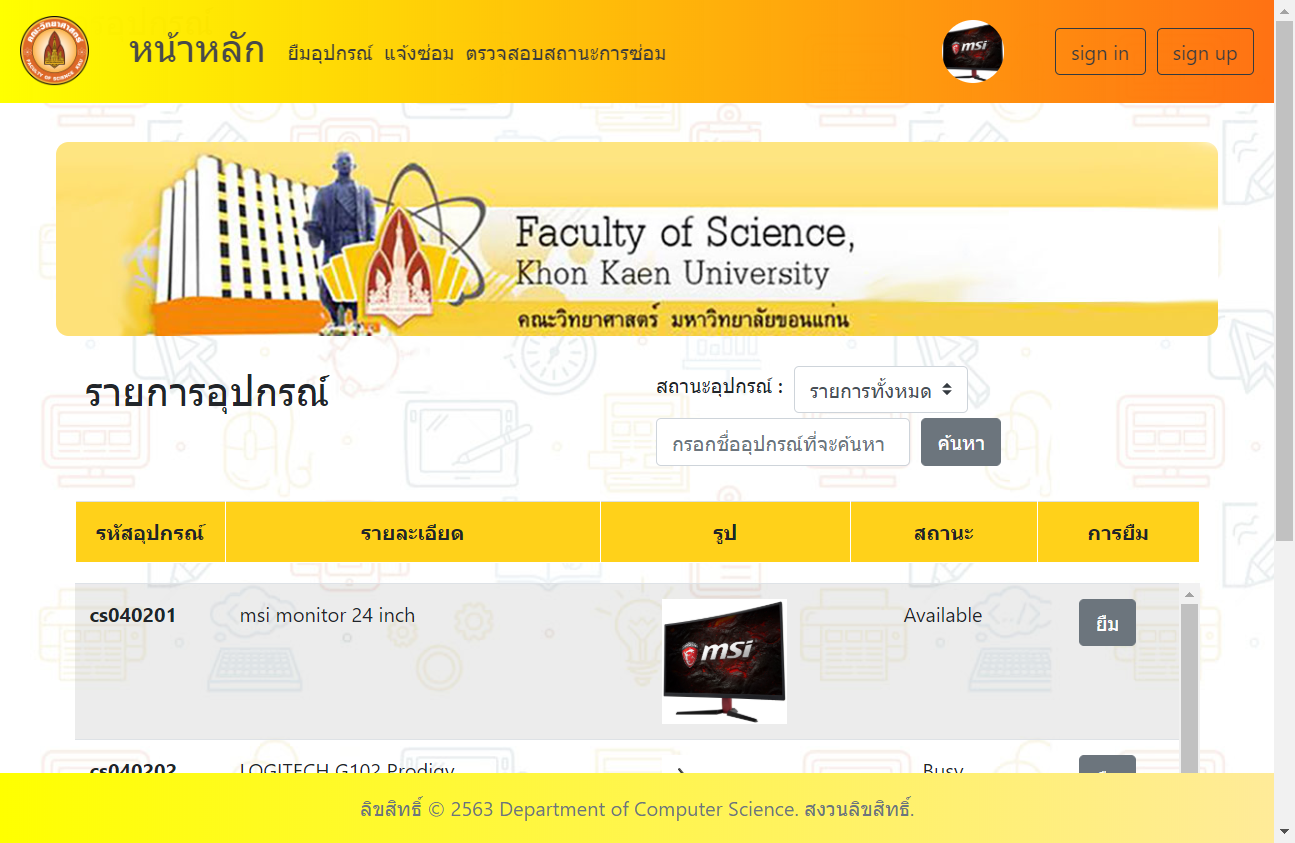 หน้าหลัก ยืมอุปกรณ์ แจ้งซ่อม ตรวจสอบสถานะการซ่อม msi sign in sign up
Faculty of Science,
Khon Kaen University
คณะวิทยาศาสตร์ มหาวิทยาลัยขอนแก่น
รายการอุปกรณ์
สถานะอุปกรณ์ : รายการทั้งหมด
กรอกชื่ออุปกรณ์ที่จะค้นหา ค้นหา
รหัสอุปกรณ์ รายละเอียด รูป สถานะ การยืม
cs040201 msi monitor 24 inch Available ยืม
msi
cs040202 LOGITECH G102 Prodigy Busy
ลิขสิทธิ์ © 2563 Department of Computer Science. สงวนลิขสิทธิ์.